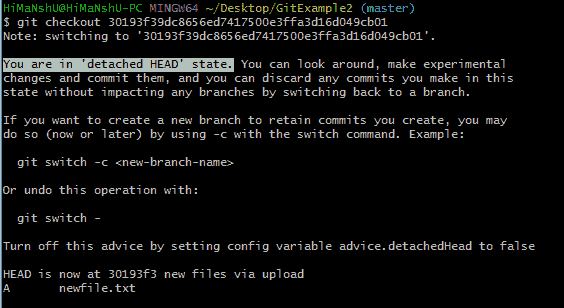 HiMaNshU@HiMaNshU-PC MINGW64 ~/Desktop/GitExample2 (master)
$ git checkout 30193f39dc8656ed7417500e3ffa3d16d049cb01
Note: switching to '30193f39dc8656ed7417500e3ffa3d16d049cb01'.

You are in 'detached HEAD' state. You can look around, make experimental
changes and commit them, and you can discard any commits you make in this
state without impacting any branches by switching back to a branch.

If you want to create a new branch to retain commits you create, you may
do so (now or later) by using -c with the switch command. Example:

  git switch -c <new-branch-name>

Or undo this operation with:

  git switch -

Turn off this advice by setting config variable advice.detachedHead to false

HEAD is now at 30193f3 new files via upload
A       newfile.txt